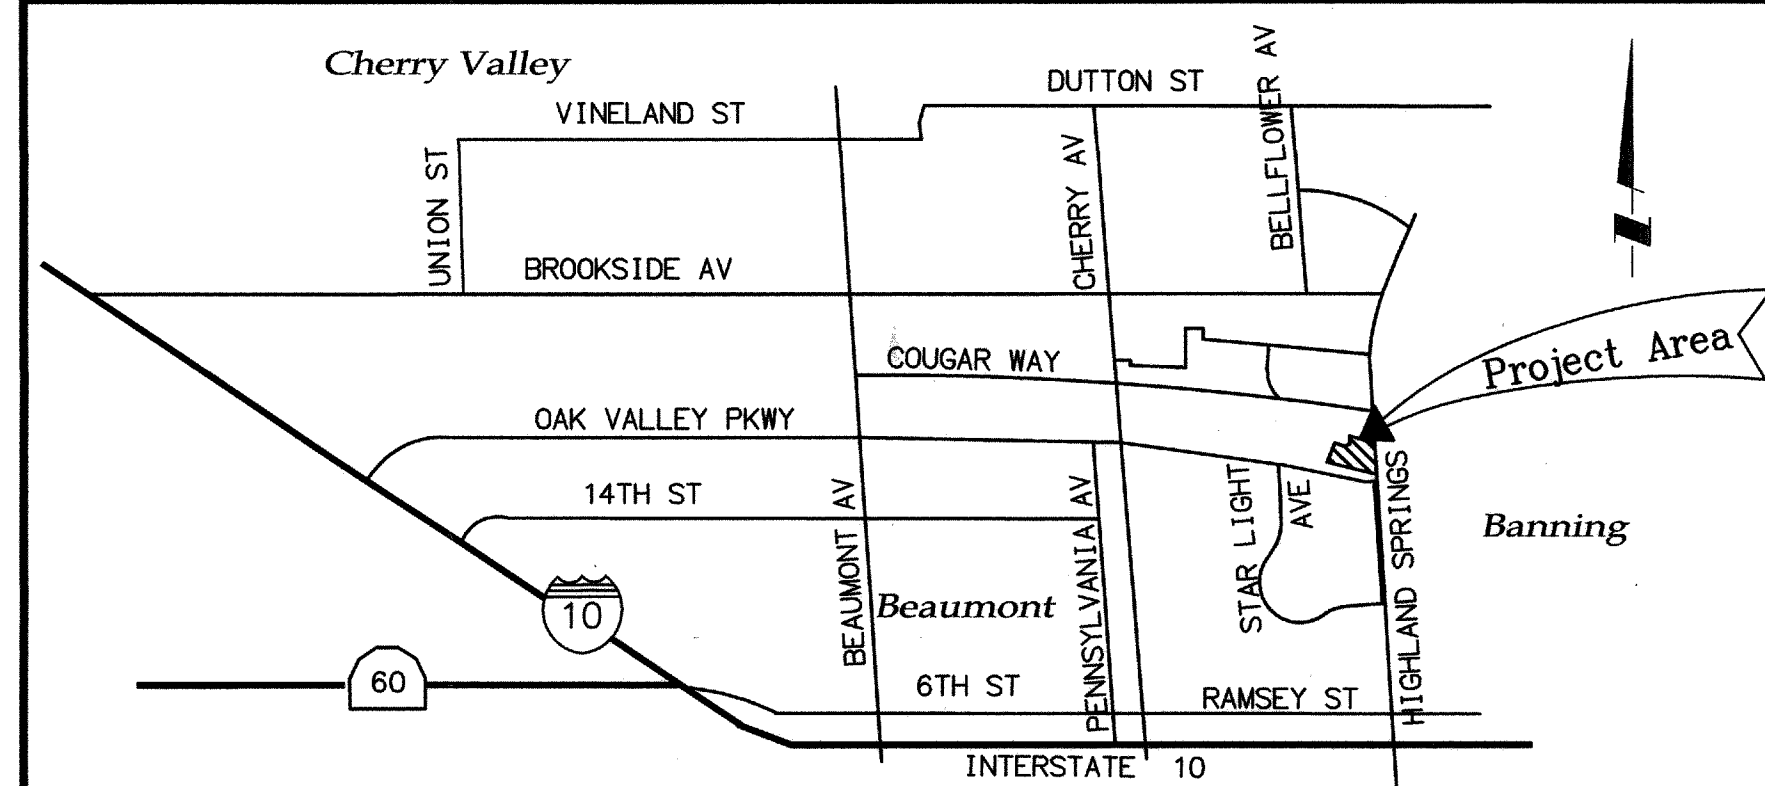 Cherry Valley
DUTTON ST
BELLFLOWER AV
VINELAND ST
UNION ST
CHERRY AV
BROOKSIDE AV
Project Area
COUGAR WAY
OAK VALLEY PKWY
14TH ST
BEAUMONT AV
PENNSYLVANIA AV
STAR LIGHT
AVE
HIGHLAND SPRINGS
Banning
10
Beaumont
60
6TH ST
RAMSEY ST
INTERSTATE 10
N